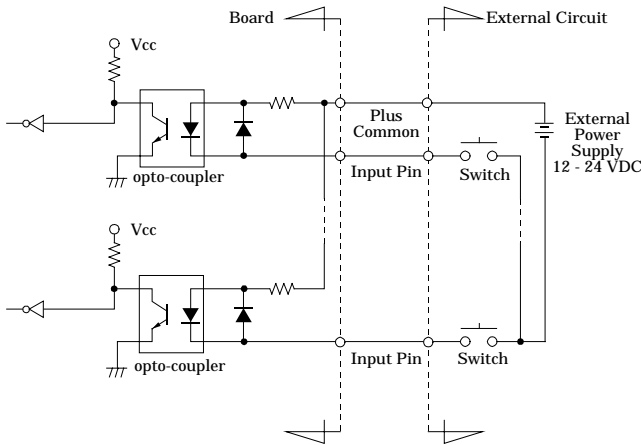 Board
External Circuit
Vcc
Plus
Common
External
Power
Supply
12 - 24 VDC
Input Pin
Switch
opto-coupler
Vcc
Input Pin
Switch
opto-coupler